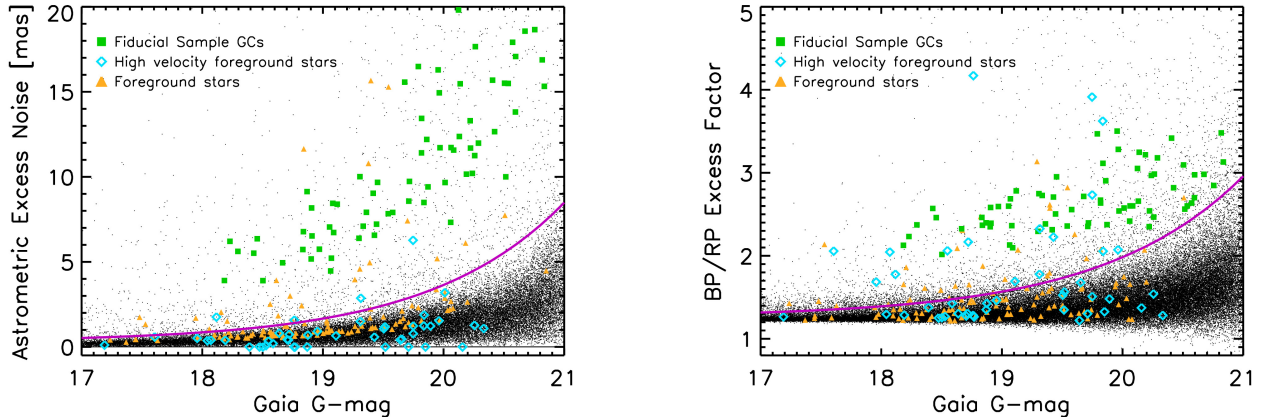 Astrometric Excess Noise [mas]
20
15
10
5
0
Fiducial Sample GCs
High velocity foreground stars
Foreground stars
17 18 19 20 21
Gaia G-mag
BP/RP Excess Factor
5
4
3
2
1
Fiducial Sample GCs
High velocity foreground stars
Foreground stars
17 18 19 20 21
Gaia G-mag